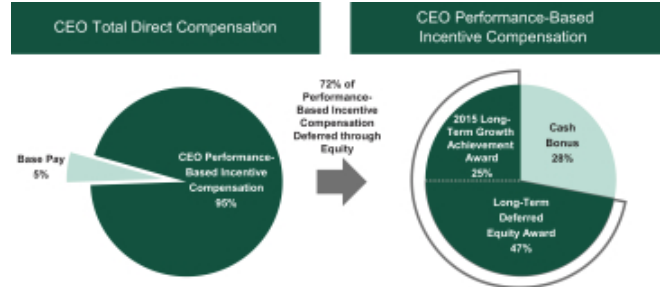 CEO Total Direct Compensation
CEO Performance-Based
Incentive Compensation
72% of
Performance-
Based Incentive
Compensation
Deferred through
Equity
Base Pay
5%
CEO Performance-
Based Incentive
Compensation
95%
2015 Long-
Term Growth
Achievement
Award
25%
Cash
Bonus
28%
Long-Term
Deferred
Equity Award
47%